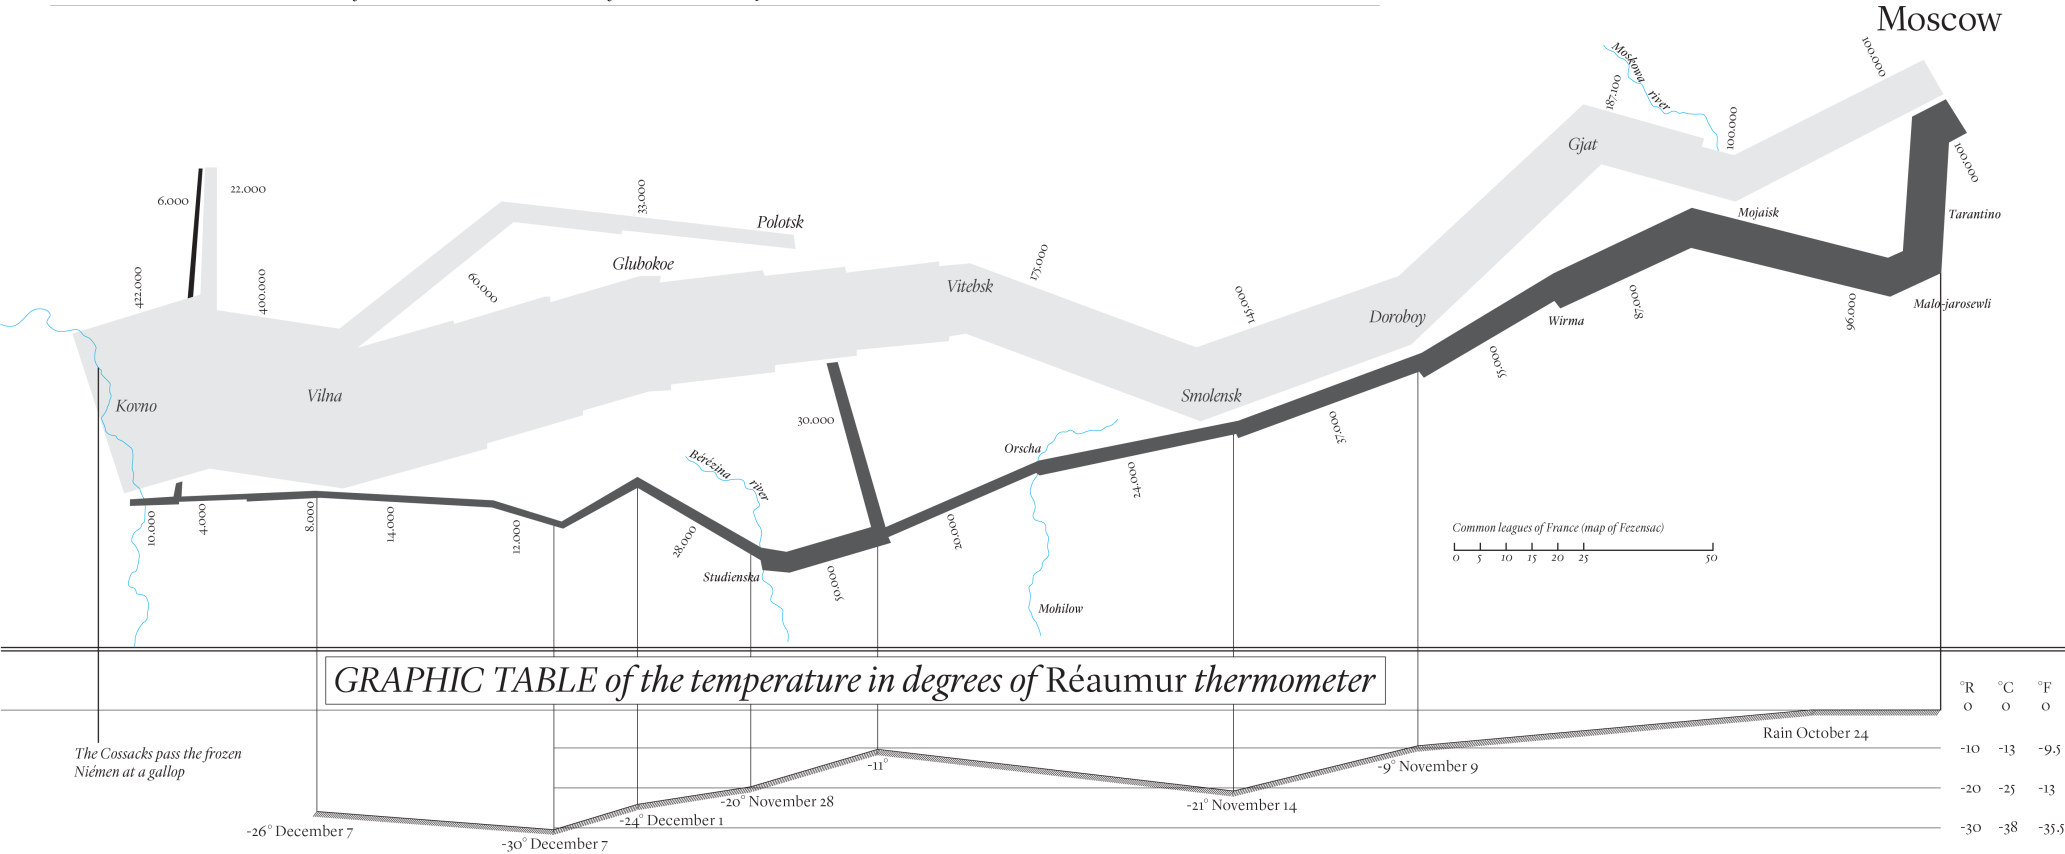 Moscow
Moskowa
river
100.000
187.100
100.000
Gjat
Mojaisk
100.000
Tarantino
Malo-jarosewli
96.000
87.000
Wirma
55.000
Doroboy
37.000
145.000
Smolensk
175.000
Vitebsk
24.000
Orscha
Mohilow
20.000
30.000
50.000
Bérézina
river
Studienska
28.000
Polotsk
33.000
Glubokoe
60.000
6.000
22.000
422.000
400.000
Kovno
Vilna
10.000
4.000
8.000
14.000
12.000
Common leagues of France (map of Fezensac)
0 5 10 15 20 25 50
GRAPHIC TABLE of the temperature in degrees of Réaumur thermometer
°R °C °F
0 0 0
-10 -13 -9.5
-20 -25 -13
-30 -38 -35.5
The Cossacks pass the frozen
Niémen at a gallop
Rain October 24
-9° November 9
-21° November 14
-11°
-20° November 28
-24° December 1
-30° December 7
-26° December 7